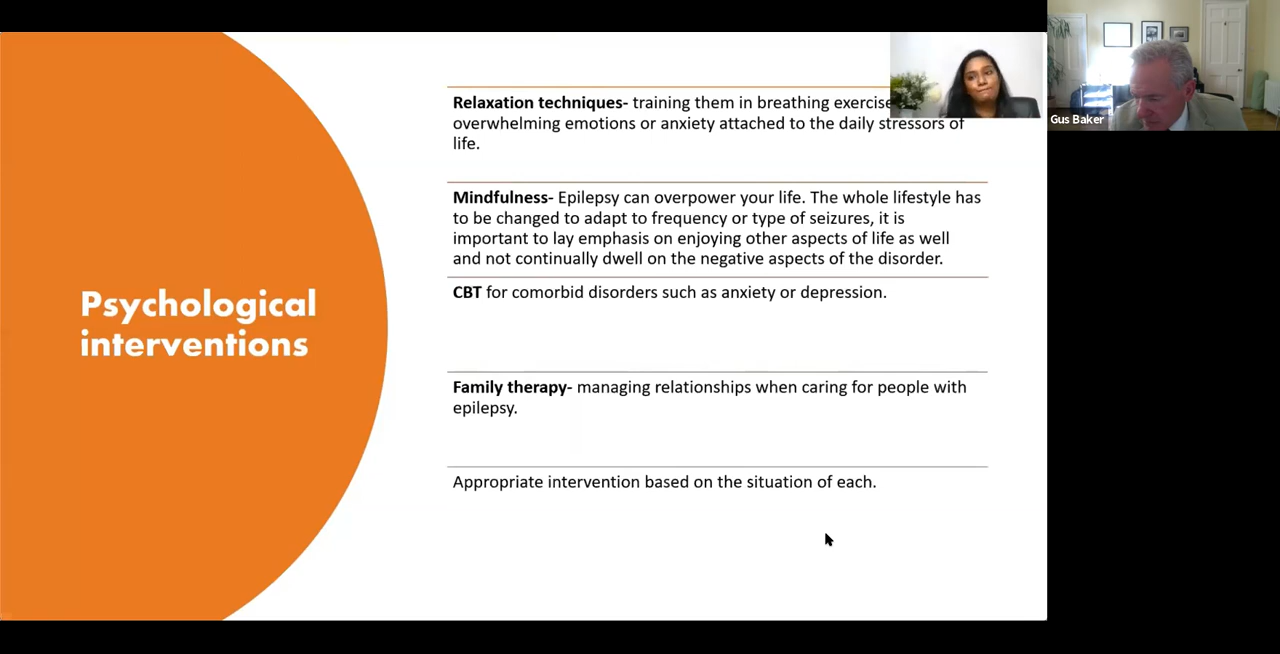 Psychological
interventions
Relaxation techniques- training them in breathing exercise
overwhelming emotions or anxiety attached to the daily stressors of
life.
Mindfulness- Epilepsy can overpower your life. The whole lifestyle has
to be changed to adapt to frequency or type of seizures, it is
important to lay emphasis on enjoying other aspects of life as well
and not continually dwell on the negative aspects of the disorder.
CBT for comorbid disorders such as anxiety or depression.
Family therapy- managing relationships when caring for people with
epilepsy.
Appropriate intervention based on the situation of each.
Gus Baker